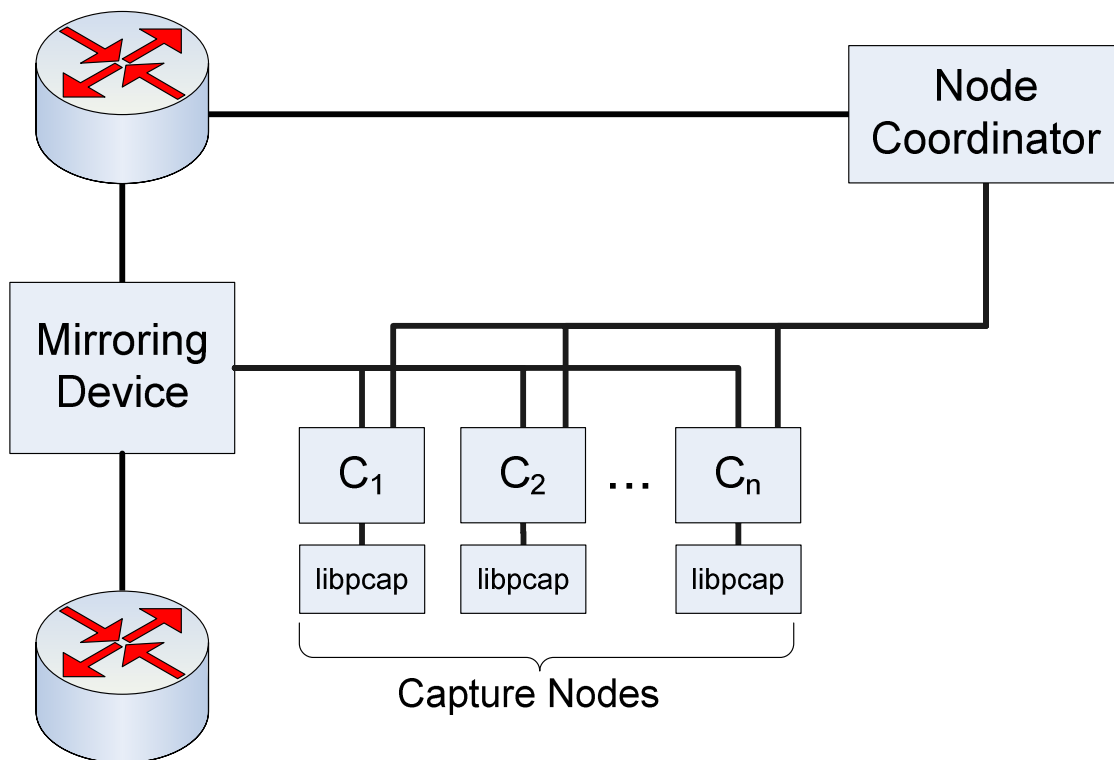 Node
Coordinator
Mirroring
Device
C₁ C₂ ... Cₙ
libpcap libpcap libpcap
Capture Nodes